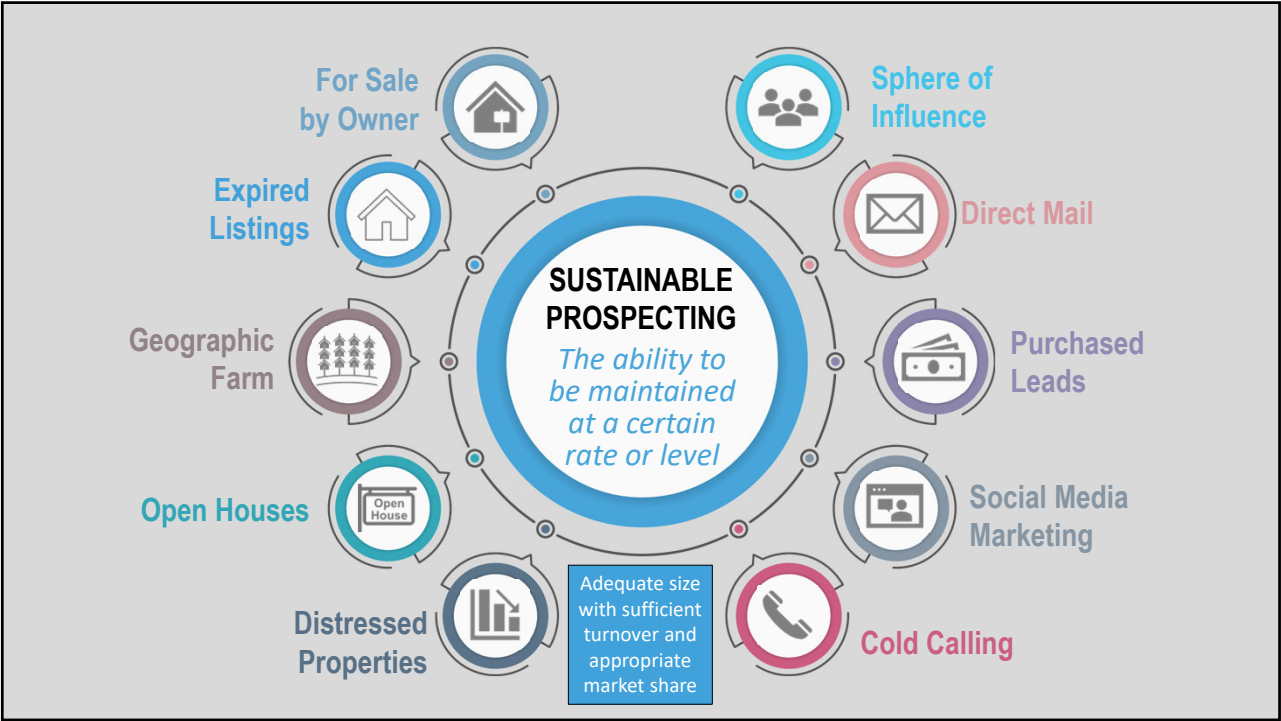 For Sale
by Owner
Expired
Listings
Geographic
Farm
Open Houses
Open
House
Distressed
Properties
SUSTAINABLE
PROSPECTING
The ability to
be maintained
at a certain
rate or level
Adequate size
with sufficient
turnover and
appropriate
market share
Sphere of
Influence
Direct Mail
Purchased
Leads
Social Media
Marketing
Cold Calling